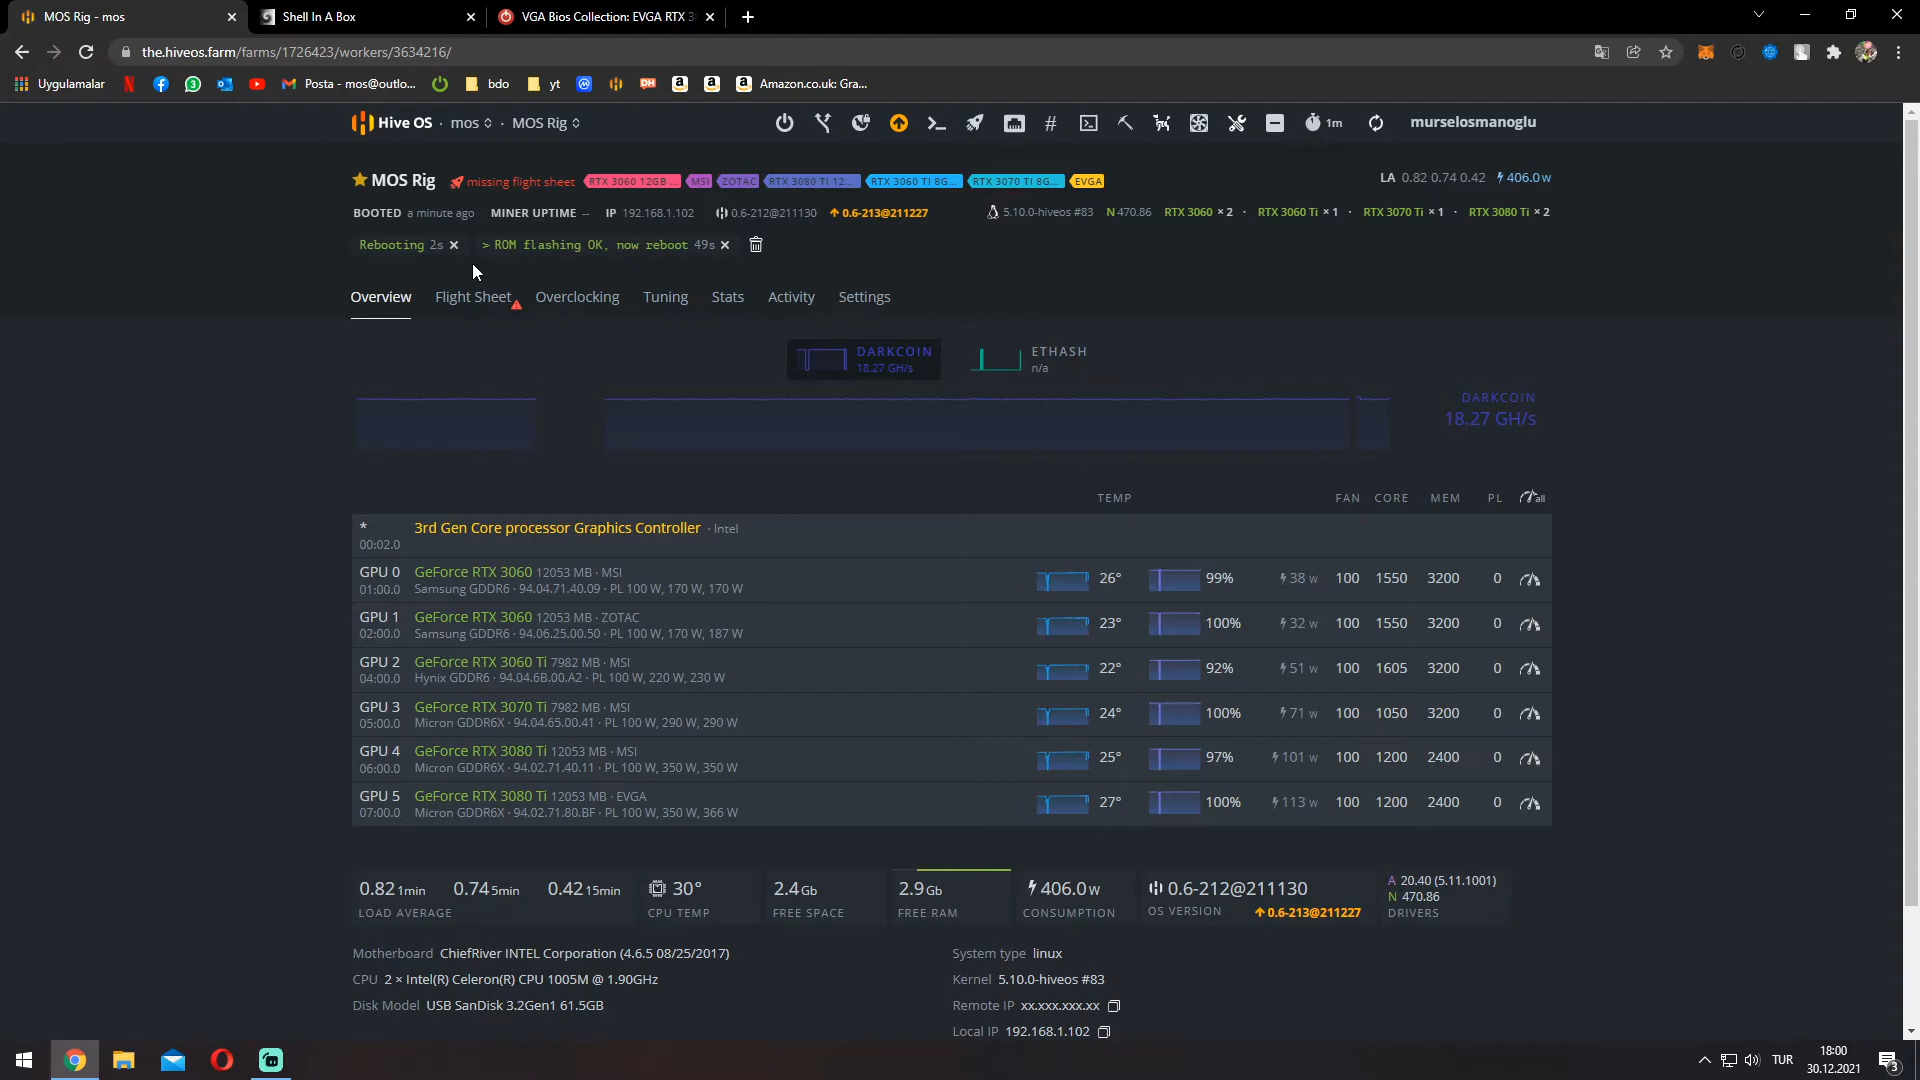 MOS Rig - mos
Shell In A Box
VGA Bios Collection: EVGA RTX 3
the.hiveos.farm/farms/1726423/workers/3634216/
Uygulamalar
Posta - mos@outlo...
bdo
yt
Amazon.co.uk: Gra...
Hive OS · mos · MOS Rig
1m
murselosmanoglu
MOS Rig missing flight sheet RTX 3060 12GB ... MSI ZOTAC RTX 3080 TI 12... RTX 3060 TI 8G... RTX 3070 TI 8G... EVGA
LA 0.82 0.74 0.42 406.0 w
BOOTED a minute ago MINER UPTIME -- IP 192.168.1.102 0.6-212@211130 0.6-213@211227
5.10.0-hiveos #83 N 470.86 RTX 3060 × 2 · RTX 3060 Ti × 1 · RTX 3070 Ti × 1 · RTX 3080 Ti × 2
Rebooting 2s × > ROM flashing OK, now reboot 49s ×
Overview Flight Sheet Overclocking Tuning Stats Activity Settings
DARKCOIN
18.27 GH/s
ETHASH
n/a
DARKCOIN
18.27 GH/s
TEMP FAN CORE MEM PL all
* 3rd Gen Core processor Graphics Controller · Intel
00:02.0
GPU 0 GeForce RTX 3060 12053 MB · MSI
01:00.0 Samsung GDDR6 · 94.04.71.40.09 · PL 100 W, 170 W, 170 W
26° 99% 38 w 100 1550 3200 0
GPU 1 GeForce RTX 3060 12053 MB · ZOTAC
02:00.0 Samsung GDDR6 · 94.06.25.00.50 · PL 100 W, 170 W, 187 W
23° 100% 32 w 100 1550 3200 0
GPU 2 GeForce RTX 3060 Ti 7982 MB · MSI
04:00.0 Hynix GDDR6 · 94.04.6B.00.A2 · PL 100 W, 220 W, 230 W
22° 92% 51 w 100 1605 3200 0
GPU 3 GeForce RTX 3070 Ti 7982 MB · MSI
05:00.0 Micron GDDR6X · 94.04.65.00.41 · PL 100 W, 290 W, 290 W
24° 100% 71 w 100 1050 3200 0
GPU 4 GeForce RTX 3080 Ti 12053 MB · MSI
06:00.0 Micron GDDR6X · 94.02.71.40.11 · PL 100 W, 350 W, 350 W
25° 97% 101 w 100 1200 2400 0
GPU 5 GeForce RTX 3080 Ti 12053 MB · EVGA
07:00.0 Micron GDDR6X · 94.02.71.80.BF · PL 100 W, 350 W, 366 W
27° 100% 113 w 100 1200 2400 0
0.82 1min 0.74 5min 0.42 15min
LOAD AVERAGE
30°
CPU TEMP
2.4 Gb
FREE SPACE
2.9 Gb
FREE RAM
406.0 w
CONSUMPTION
0.6-212@211130
OS VERSION 0.6-213@211227
A 20.40 (5.11.1001)
N 470.86
DRIVERS
Motherboard ChiefRiver INTEL Corporation (4.6.5 08/25/2017)
CPU 2 × Intel(R) Celeron(R) CPU 1005M @ 1.90GHz
Disk Model USB SanDisk 3.2Gen1 61.5GB
System type linux
Kernel 5.10.0-hiveos #83
Remote IP xx.xxx.xxx.xx
Local IP 192.168.1.102
TUR
18:00
30.12.2021
3